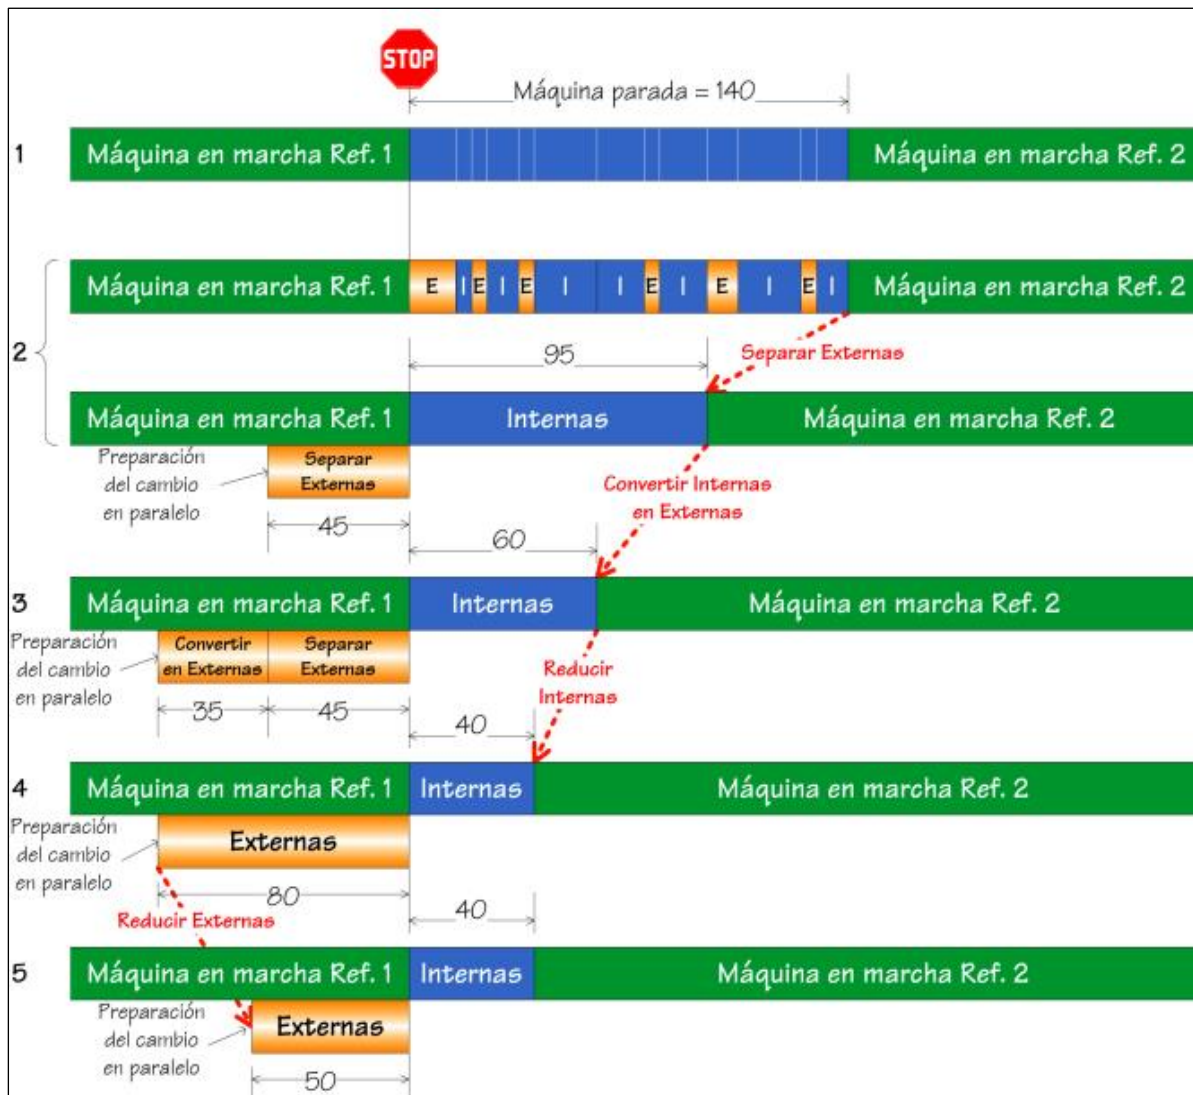 STOP
Máquina parada = 140
1
Máquina en marcha Ref. 1
Máquina en marcha Ref. 2
2
Máquina en marcha Ref. 1
E
I
E
I
E
I
I
E
I
E
I
E
I
Máquina en marcha Ref. 2
95
Separar Externas
Máquina en marcha Ref. 1
Internas
Máquina en marcha Ref. 2
Preparación
del cambio
en paralelo
Separar
Externas
Convertir Internas
en Externas
45
60
3
Máquina en marcha Ref. 1
Internas
Máquina en marcha Ref. 2
Preparación
del cambio
en paralelo
Convertir
en Externas
Separar
Externas
Reducir
Internas
35
45
40
4
Máquina en marcha Ref. 1
Internas
Máquina en marcha Ref. 2
Preparación
del cambio
en paralelo
Externas
80
40
Reducir Externas
5
Máquina en marcha Ref. 1
Internas
Máquina en marcha Ref. 2
Preparación
del cambio
en paralelo
Externas
50